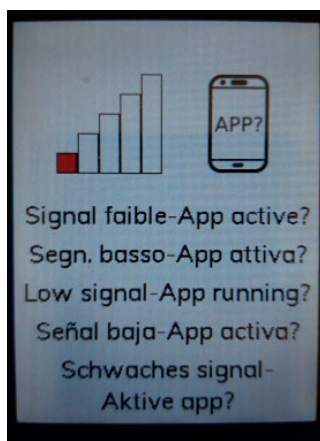 APP?
Signal faible-App active?
Segn. basso-App attiva?
Low signal-App running?
Señal baja-App activa?
Schwaches signal-
Aktive app?